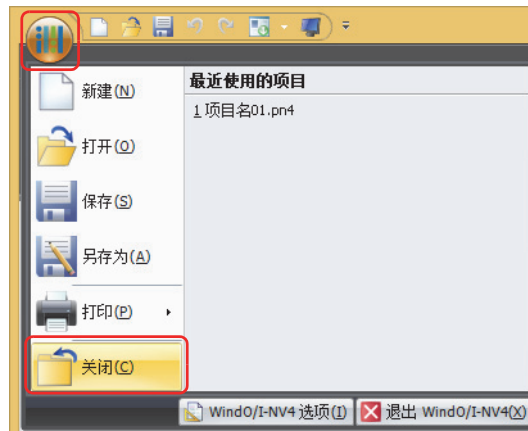 新建(N)
打开(O)
保存(S)
另存为(A)
打印(P)
关闭(C)
最近使用的项目
1 项目名01.pn4
WindO/I-NV4 选项(I)
退出 WindO/I-NV4(X)